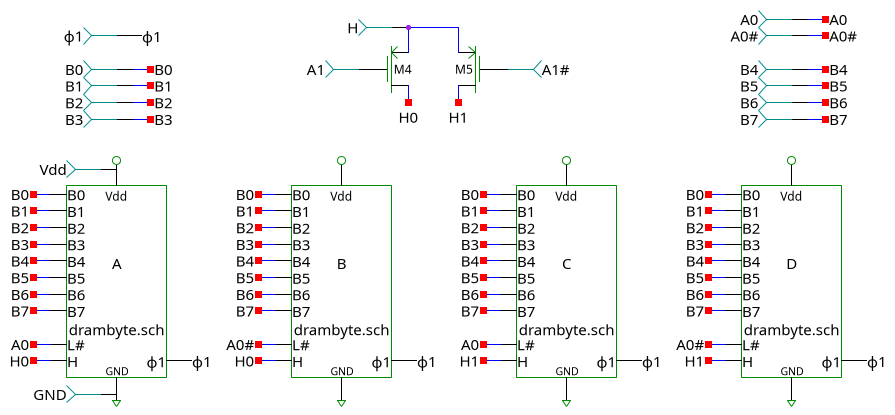 ϕ1 ϕ1
B0 B0
B1 B1
B2 B2
B3 B3
H
A1 M4 M5 A1#
H0 H1
A0 A0
A0# A0#
B4 B4
B5 B5
B6 B6
B7 B7
Vdd
Vdd Vdd Vdd Vdd
B0 B0 B0 B0 B0 B0 B0 B0
B1 B1 B1 B1 B1 B1 B1 B1
B2 B2 B2 B2 B2 B2 B2 B2
B3 B3 B3 B3 B3 B3 B3 B3
B4 B4 B4 B4 B4 B4 B4 B4
A B C D
B5 B5 B5 B5 B5 B5 B5 B5
B6 B6 B6 B6 B6 B6 B6 B6
B7 B7 B7 B7 B7 B7 B7 B7
drambyte.sch drambyte.sch drambyte.sch drambyte.sch
A0 L# A0# L# A0 L# A0# L#
H0 H ϕ1 ϕ1 H0 H ϕ1 ϕ1 H1 H ϕ1 ϕ1 H1 H ϕ1 ϕ1
GND GND GND GND
GND